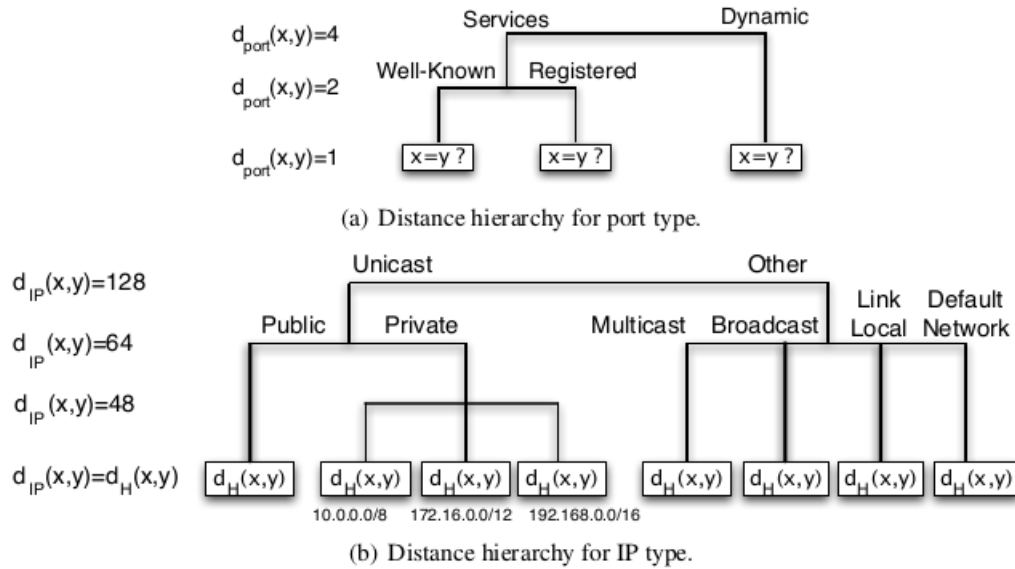 Services Dynamic
d_port(x,y)=4
Well-Known Registered
d_port(x,y)=2
d_port(x,y)=1 x=y ? x=y ? x=y ?
(a) Distance hierarchy for port type.
Unicast Other
d_IP(x,y)=128
Link Default
Public Private Multicast Broadcast Local Network
d_IP(x,y)=64
d_IP(x,y)=48
d_IP(x,y)=d_H(x,y) d_H(x,y) d_H(x,y) d_H(x,y) d_H(x,y) d_H(x,y) d_H(x,y) d_H(x,y) d_H(x,y)
10.0.0.0/8 172.16.0.0/12 192.168.0.0/16
(b) Distance hierarchy for IP type.